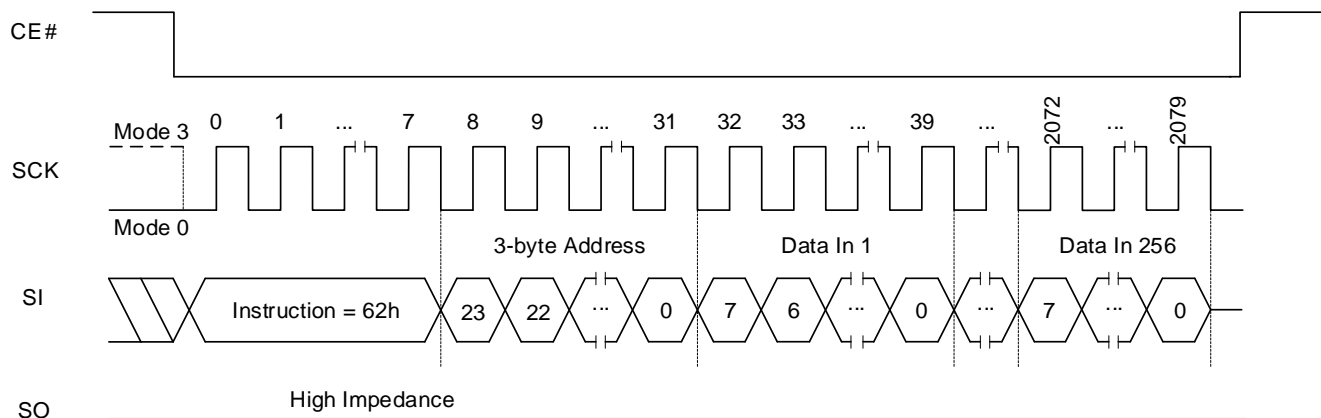 CE#
Mode 3 0 1 ... 7 8 9 ... 31 32 33 ... 39 ... 2072 ... 2079
SCK
Mode 0
3-byte Address Data In 1 Data In 256
SI Instruction = 62h 23 22 ... 0 7 6 ... 0 ... 7 ... 0
High Impedance
SO